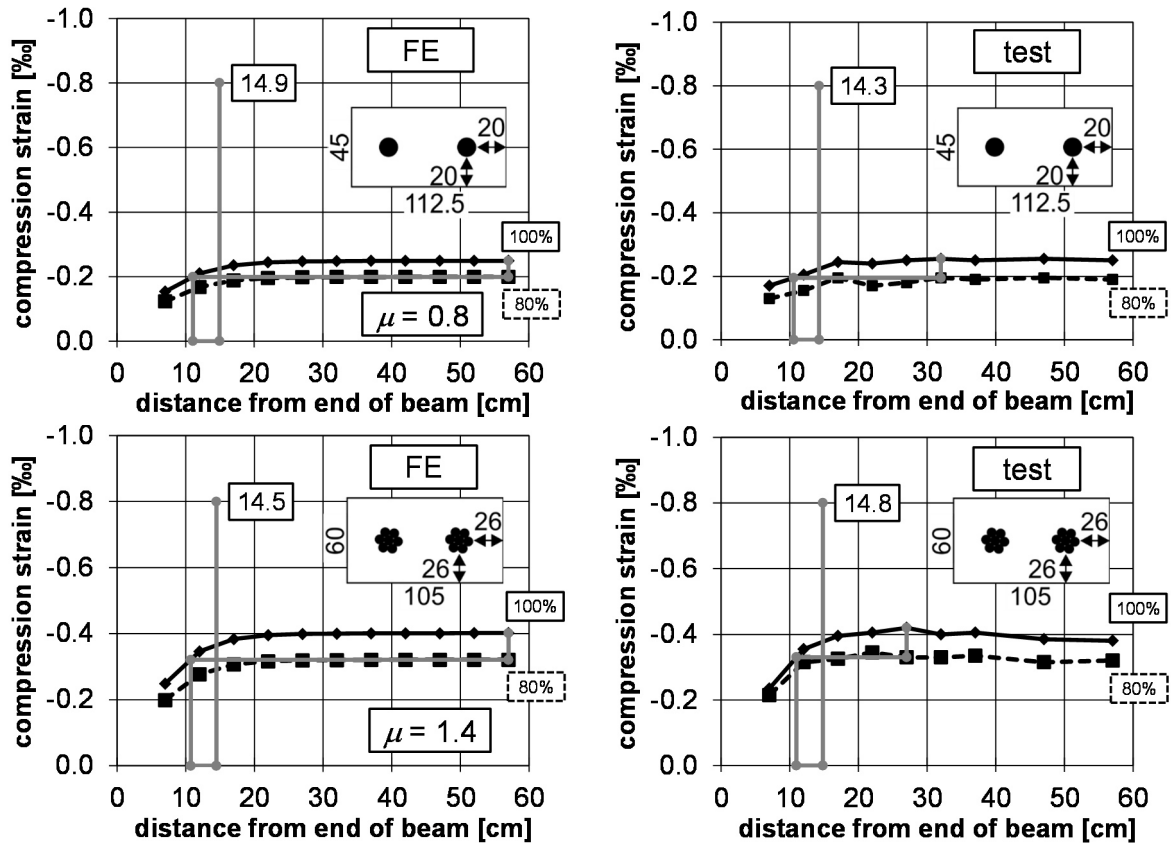 -1.0
-0.8
-0.6
-0.4
-0.2
0.0
compression strain [‰]
FE
14.9
45
20
20
112.5
100%
80%
μ = 0.8
0 10 20 30 40 50 60
distance from end of beam [cm]
-1.0
-0.8
-0.6
-0.4
-0.2
0.0
compression strain [‰]
test
14.3
45
20
20
112.5
100%
80%
0 10 20 30 40 50 60
distance from end of beam [cm]
-1.0
-0.8
-0.6
-0.4
-0.2
0.0
compression strain [‰]
FE
14.5
60
26
26
105
100%
80%
μ = 1.4
0 10 20 30 40 50 60
distance from end of beam [cm]
-1.0
-0.8
-0.6
-0.4
-0.2
0.0
compression strain [‰]
test
14.8
60
26
26
105
100%
80%
0 10 20 30 40 50 60
distance from end of beam [cm]